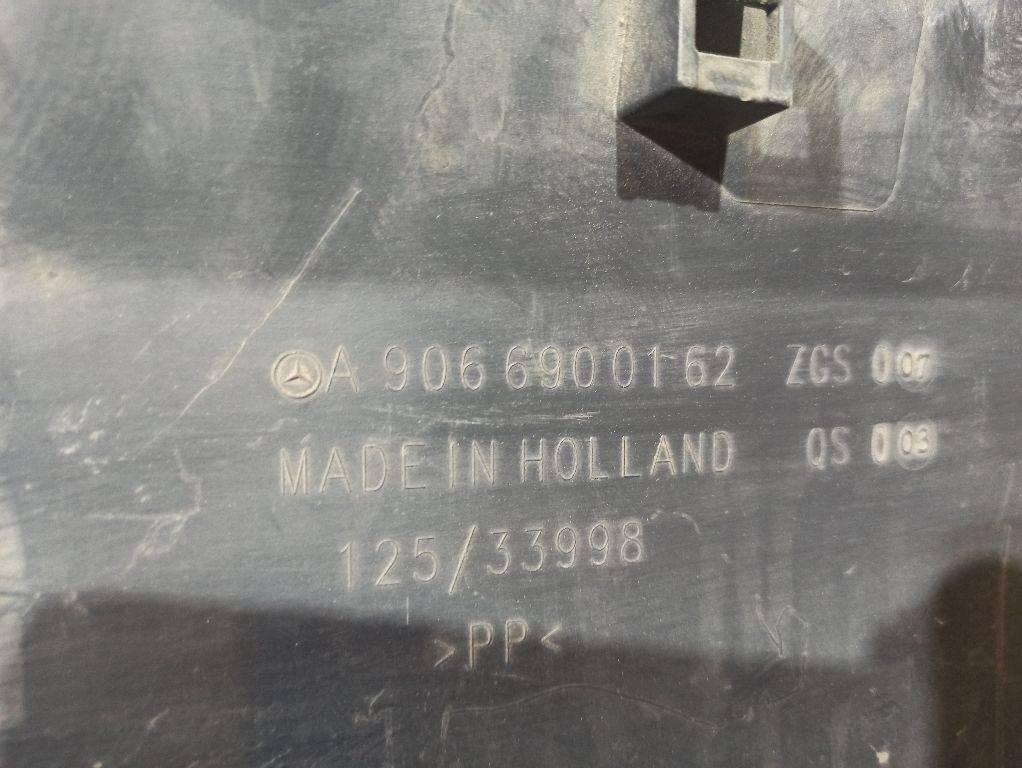 A 906 690 01 62 ZGS 007
MADE IN HOLLAND QS 003
125/33998
>PP<